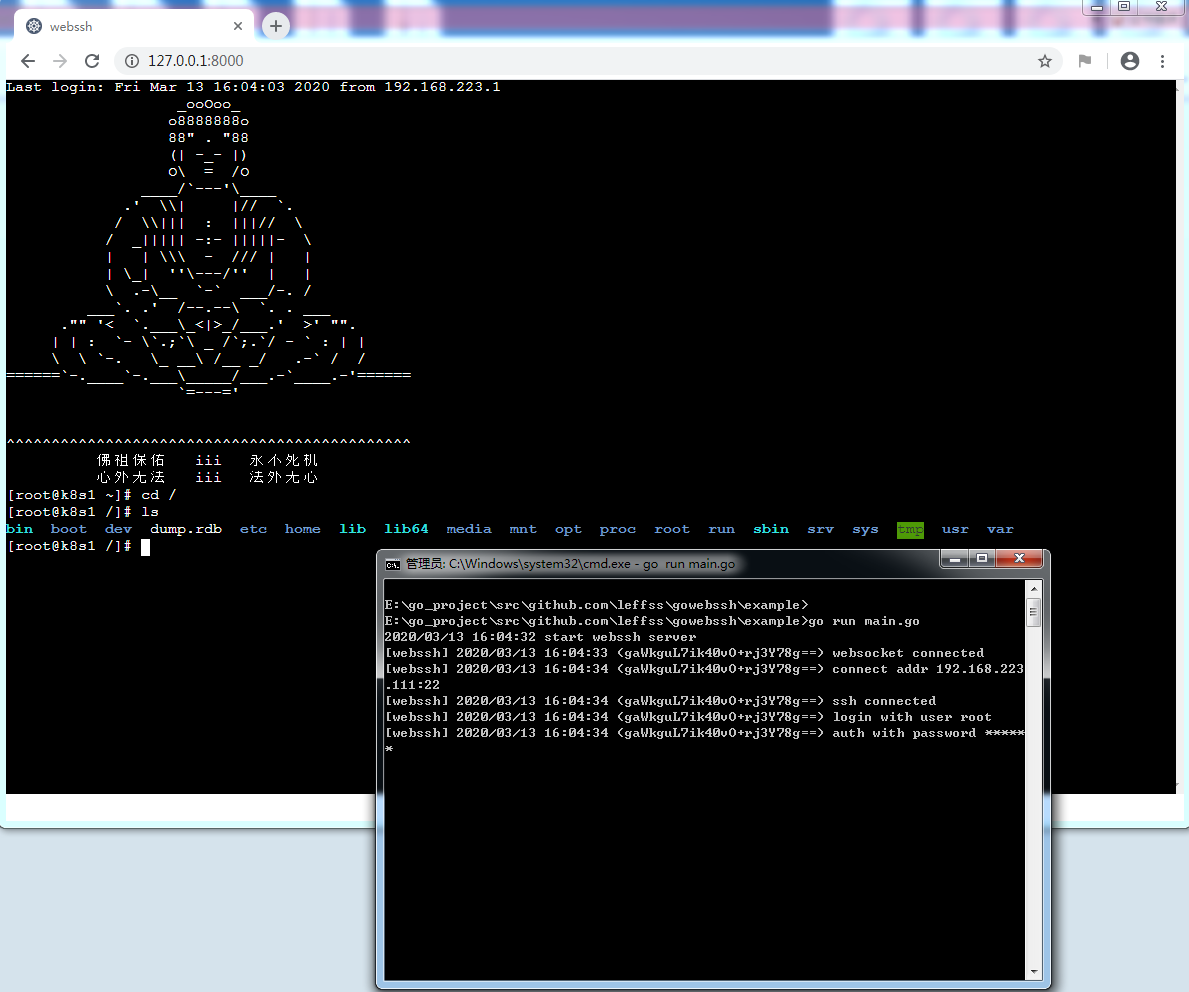 webssh
127.0.0.1:8000
Last login: Fri Mar 13 16:04:03 2020 from 192.168.223.1
                   _ooOoo_
                  o8888888o
                  88" . "88
                  (| -_- |)
                  o\  =  /o
               ____/`---'\____
             .'  \\|     |//  `.
            /  \\|||  :  |||//  \
           /  _||||| -:- |||||-  \
           |   | \\\  -  /// |   |
           | \_|  ''\---/''  |   |
           \  .-\__  `-`  ___/-. /
         ___`. .'  /--.--\  `. . ___
      ."" '<  `.___\_<|>_/___.'  >' "".
     | | :  `- \`.;`\ _ /`;.`/ - ` : | |
     \  \ `-.   \_ __\ /__ _/   .-` /  /
======`-.____`-.___\_____/___.-`____.-'======
                   `=---='
^^^^^^^^^^^^^^^^^^^^^^^^^^^^^^^^^^^^^^^^^^^^^
佛祖保佑 iii 永不死机
心外无法 iii 法外无心
[root@k8s1 ~]# cd /
[root@k8s1 /]# ls
bin boot dev dump.rdb etc home lib lib64 media mnt opt proc root run sbin srv sys tmp usr var
[root@k8s1 /]#
管理员: C:\Windows\system32\cmd.exe - go run main.go
E:\go_project\src\github.com\leffss\gowebssh\example>
E:\go_project\src\github.com\leffss\gowebssh\example>go run main.go
2020/03/13 16:04:32 start webssh server
[webssh] 2020/03/13 16:04:33 (gaWkguL7ik40vO+rj3Y78g==) websocket connected
[webssh] 2020/03/13 16:04:34 (gaWkguL7ik40vO+rj3Y78g==) connect addr 192.168.223
.111:22
[webssh] 2020/03/13 16:04:34 (gaWkguL7ik40vO+rj3Y78g==) ssh connected
[webssh] 2020/03/13 16:04:34 (gaWkguL7ik40vO+rj3Y78g==) login with user root
[webssh] 2020/03/13 16:04:34 (gaWkguL7ik40vO+rj3Y78g==) auth with password *****
*